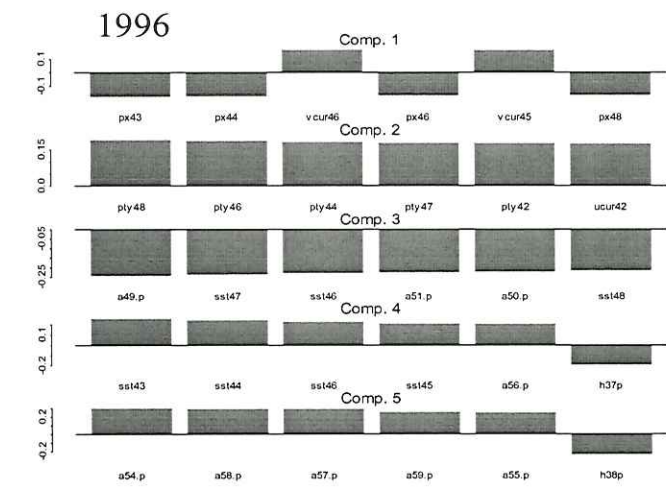 1996
Comp. 1
0.1
-0.1
px43 px44 vcur46 px46 vcur45 px48
Comp. 2
0.15
0.0
pty48 pty46 pty44 pty47 pty42 ucur42
Comp. 3
-0.05
-0.25
a49.p sst47 sst46 a51.p a50.p sst48
Comp. 4
0.1
-0.2
sst43 sst44 sst46 sst45 a56.p h37p
Comp. 5
0.2
-0.2
a54.p a58.p a57.p a59.p a55.p h38p